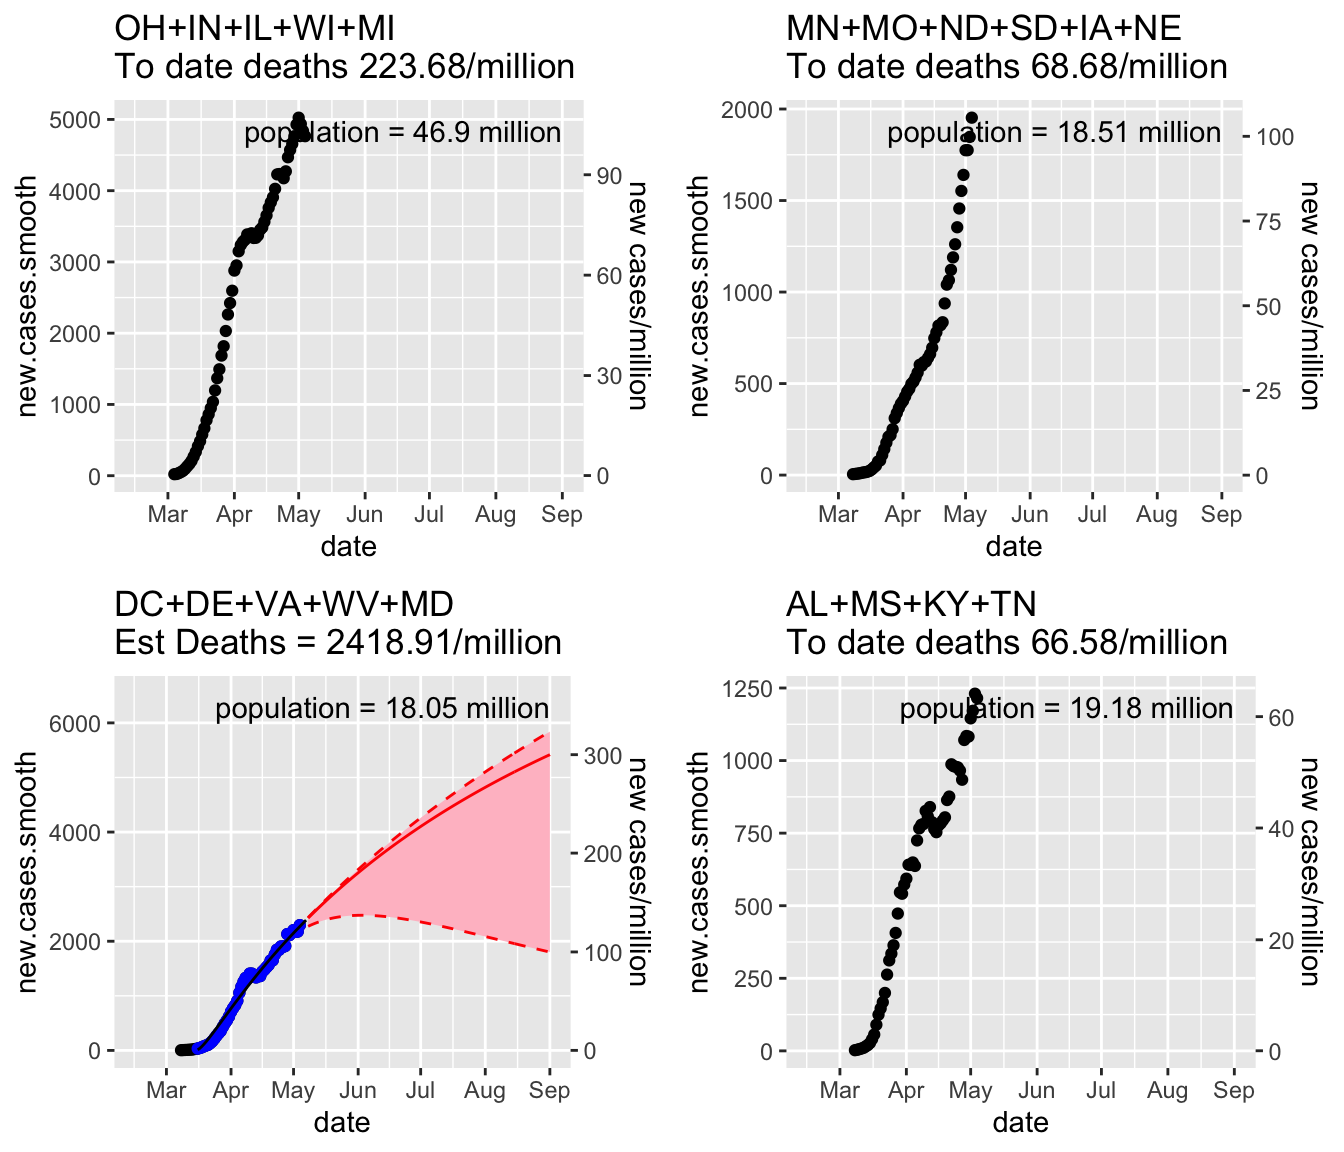 OH+IN+IL+WI+MI
To date deaths 223.68/million
population = 46.9 million
5000
4000
3000
2000
1000
0
new.cases.smooth
90
60
30
0
new cases/million
Mar Apr May Jun Jul Aug Sep
date
MN+MO+ND+SD+IA+NE
To date deaths 68.68/million
population = 18.51 million
2000
1500
1000
500
0
new.cases.smooth
100
75
50
25
0
new cases/million
Mar Apr May Jun Jul Aug Sep
date
DC+DE+VA+WV+MD
Est Deaths = 2418.91/million
population = 18.05 million
6000
4000
2000
0
new.cases.smooth
300
200
100
0
new cases/million
Mar Apr May Jun Jul Aug Sep
date
AL+MS+KY+TN
To date deaths 66.58/million
population = 19.18 million
1250
1000
750
500
250
0
new.cases.smooth
60
40
20
0
new cases/million
Mar Apr May Jun Jul Aug Sep
date